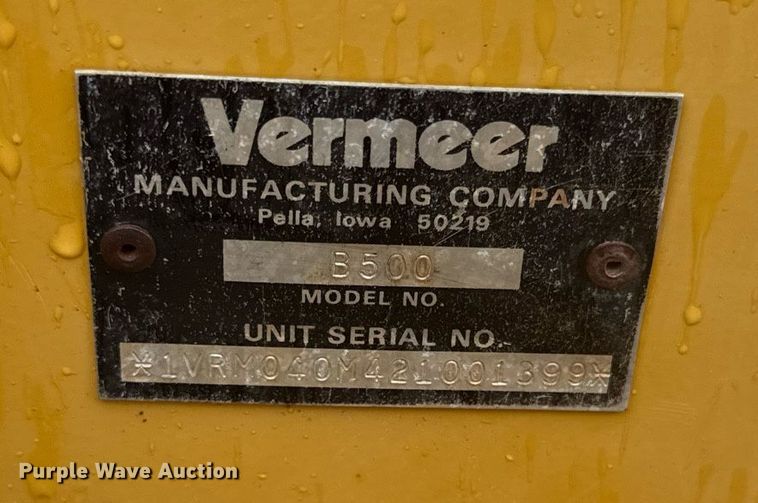 Vermeer
MANUFACTURING COMPANY
Pella, Iowa 50219
B500
MODEL NO.
UNIT SERIAL NO.
*1VRM040M421001399*
Purple Wave Auction